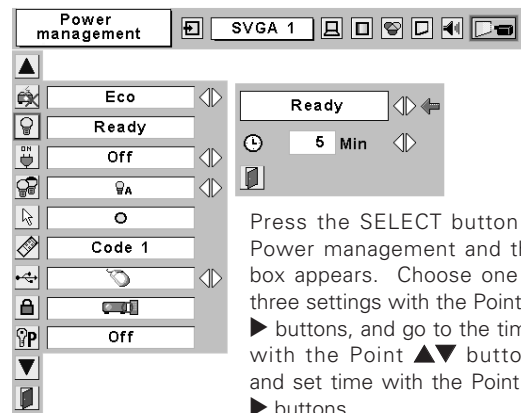 Power
management
SVGA 1
Eco
Ready
ON
Off
A
Code 1
P
Off
Ready
5 Min
Press the SELECT button
Power management and th
box appears. Choose one
three settings with the Point
▶ buttons, and go to the tim
with the Point ▲▼ butto
and set time with the Point
▶ buttons.